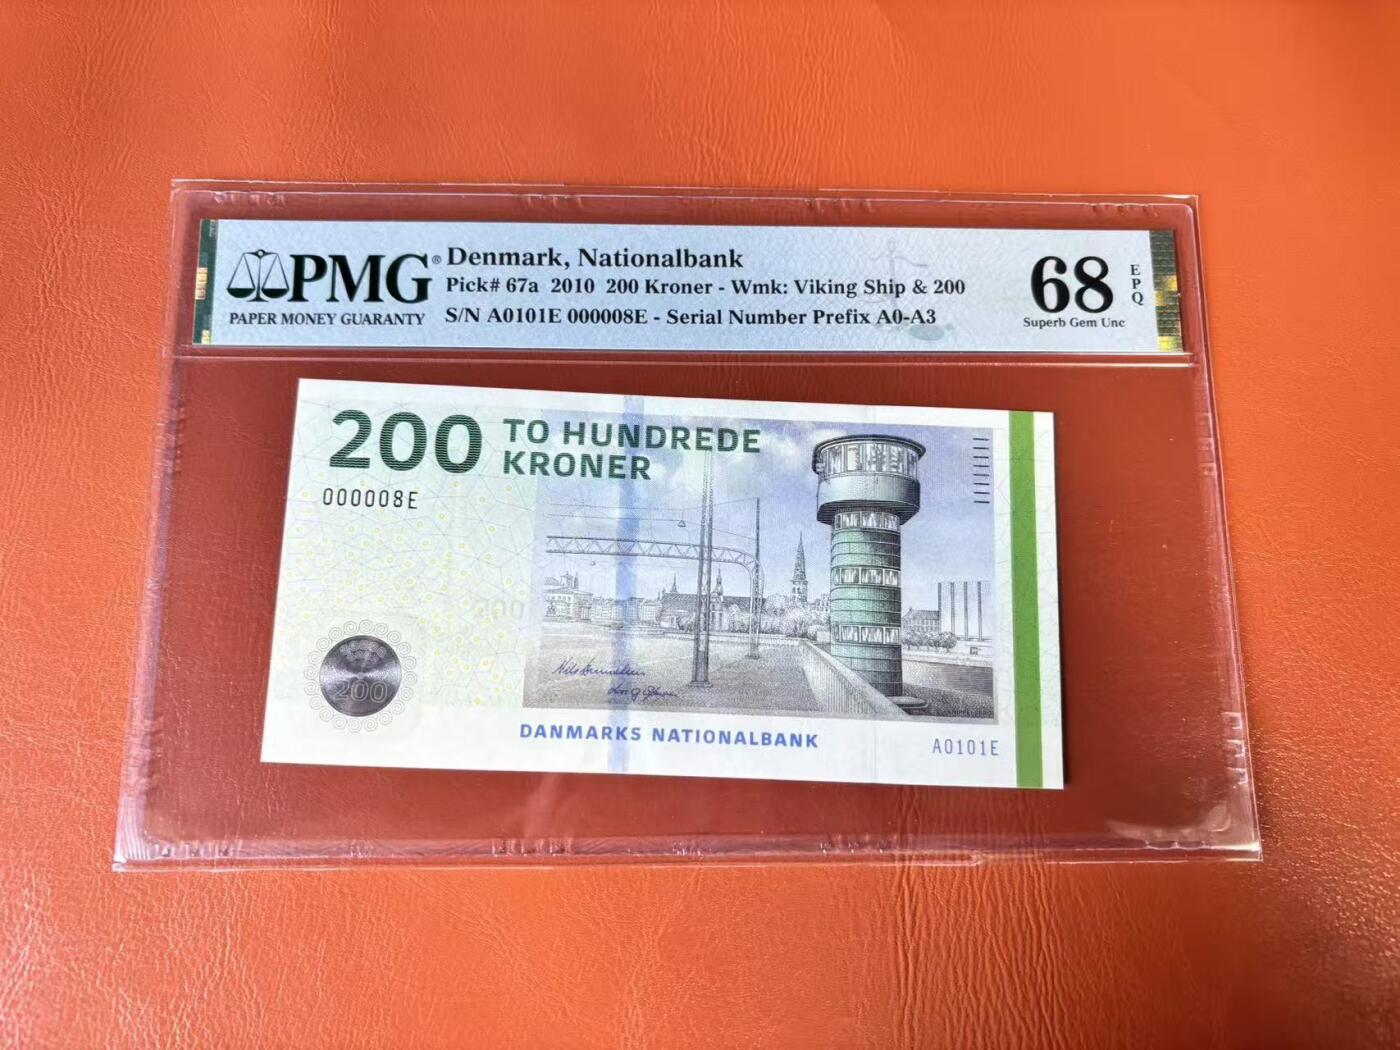 PMG®
PAPER MONEY GUARANTY
Denmark, Nationalbank
Pick# 67a 2010 200 Kroner - Wmk: Viking Ship & 200
S/N A0101E 000008E - Serial Number Prefix A0-A3
68
EPQ
Superb Gem Unc
200 TO HUNDREDE
KRONER
000008E
200
200
DANMARKS NATIONALBANK
A0101E